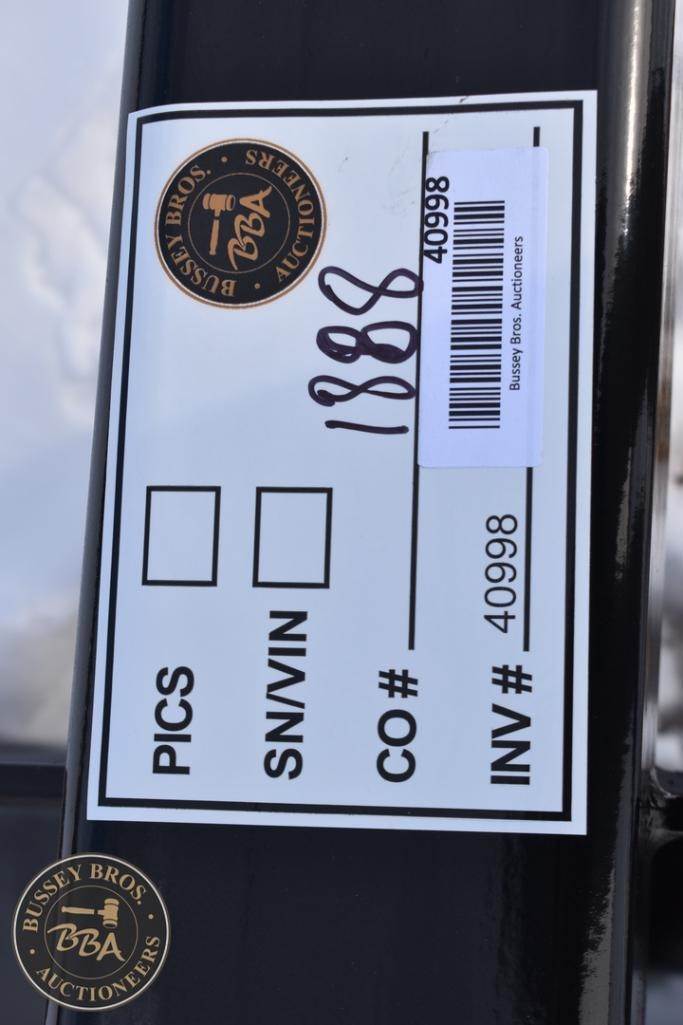 BUSSEY BROS. · AUCTIONEERS ·
BBA
PICS
SN/VIN
CO # 1888
INV # 40998
40998
Bussey Bros. Auctioneers
BUSSEY BROS. · AUCTIONEERS ·
BBA